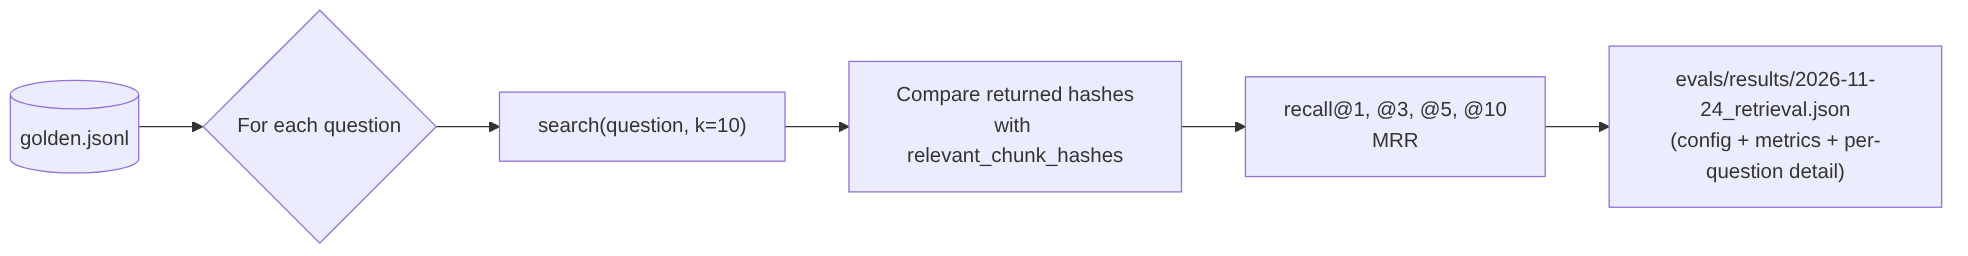 golden.jsonl
For each question
search(question, k=10)
Compare returned hashes
with
relevant_chunk_hashes
recall@1, @3, @5, @10
MRR
evals/results/2026-11-
24_retrieval.json
(config + metrics + per-
question detail)